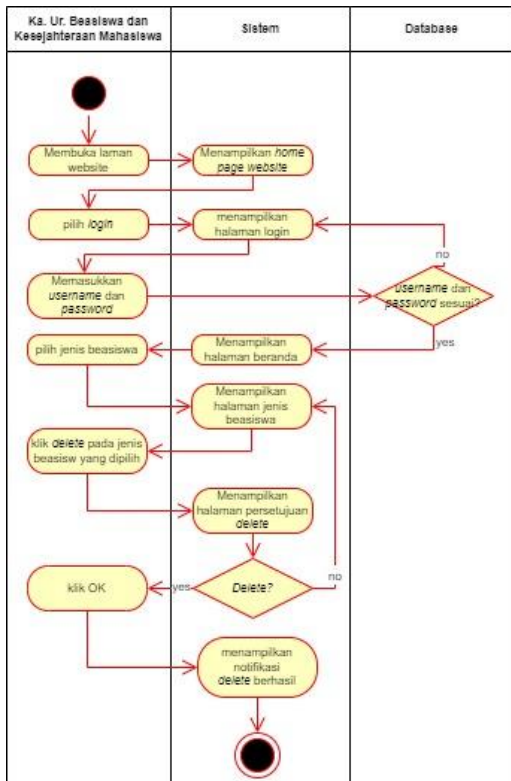 Ka. Ur. Beasiswa dan
Kesejahteraan Mahasiswa
Sistem
Database
Membuka laman
website
Menampilkan home
page website
pilih login
menampilkan
halaman login
no
Memasukkan
username dan
password
username dan
password sesuai?
yes
pilih jenis beasiswa
Menampilkan
halaman beranda
Menampilkan
halaman jenis
beasiswa
klik delete pada jenis
beasisw yang dipilih
Menampilkan
halaman persetujuan
delete
klik OK
yes
Delete?
no
menampilkan
notifikasi
delete berhasil